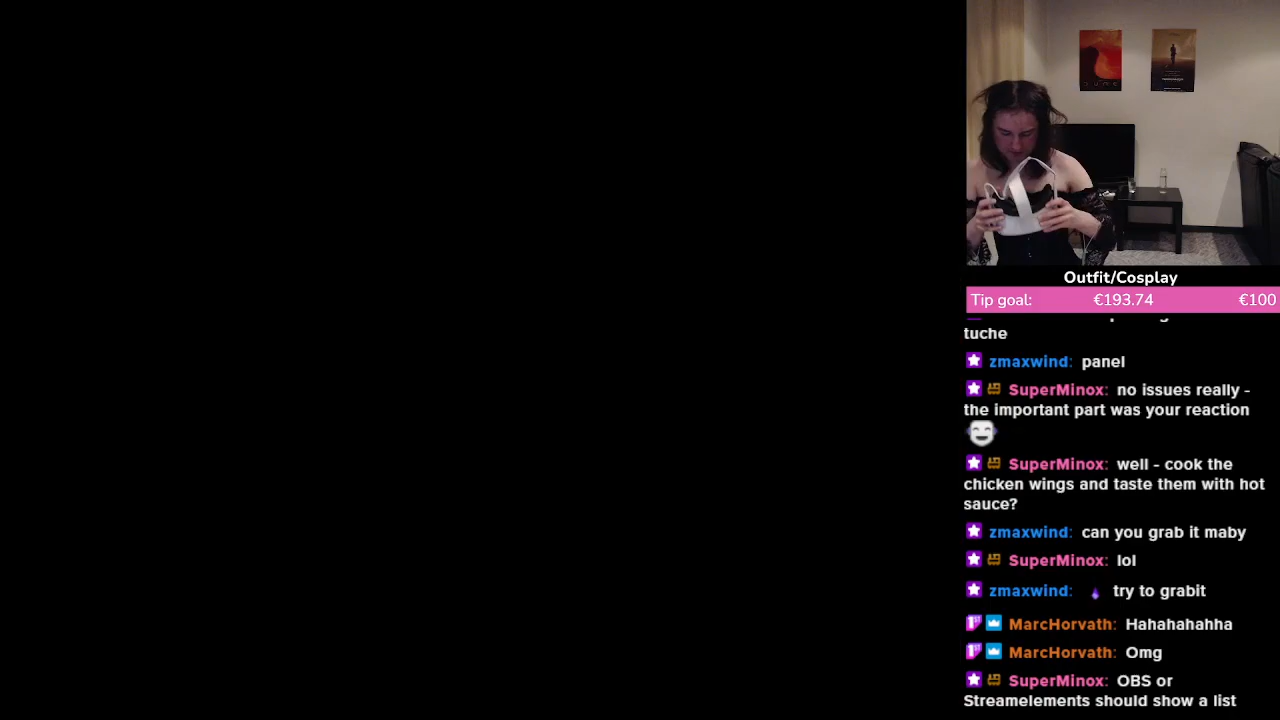 Outfit/Cosplay
Tip goal: €193.74 €100
tuche
zmaxwind: panel
SuperMinox: no issues really -
the important part was your reaction
SuperMinox: well - cook the
chicken wings and taste them with hot
sauce?
zmaxwind: can you grab it maby
SuperMinox: lol
zmaxwind: try to grabit
MarcHorvath: Hahahahahha
MarcHorvath: Omg
SuperMinox: OBS or
Streamelements should show a list